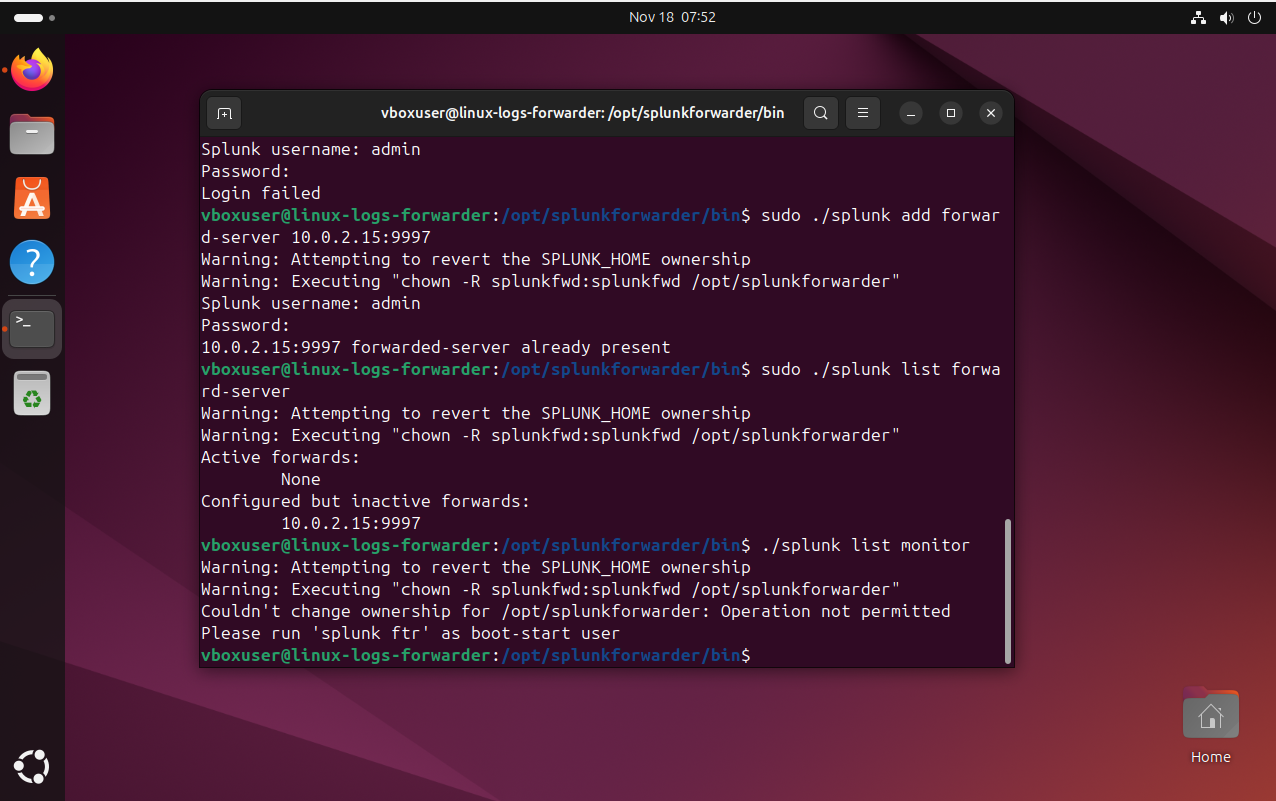 Nov 18 07:52
vboxuser@linux-logs-forwarder: /opt/splunkforwarder/bin
Splunk username: admin
Password:
Login failed
vboxuser@linux-logs-forwarder:/opt/splunkforwarder/bin$ sudo ./splunk add forwar
d-server 10.0.2.15:9997
Warning: Attempting to revert the SPLUNK_HOME ownership
Warning: Executing "chown -R splunkfwd:splunkfwd /opt/splunkforwarder"
Splunk username: admin
Password:
10.0.2.15:9997 forwarded-server already present
vboxuser@linux-logs-forwarder:/opt/splunkforwarder/bin$ sudo ./splunk list forwa
rd-server
Warning: Attempting to revert the SPLUNK_HOME ownership
Warning: Executing "chown -R splunkfwd:splunkfwd /opt/splunkforwarder"
Active forwards:
        None
Configured but inactive forwards:
        10.0.2.15:9997
vboxuser@linux-logs-forwarder:/opt/splunkforwarder/bin$ ./splunk list monitor
Warning: Attempting to revert the SPLUNK_HOME ownership
Warning: Executing "chown -R splunkfwd:splunkfwd /opt/splunkforwarder"
Couldn't change ownership for /opt/splunkforwarder: Operation not permitted
Please run 'splunk ftr' as boot-start user
vboxuser@linux-logs-forwarder:/opt/splunkforwarder/bin$
Home